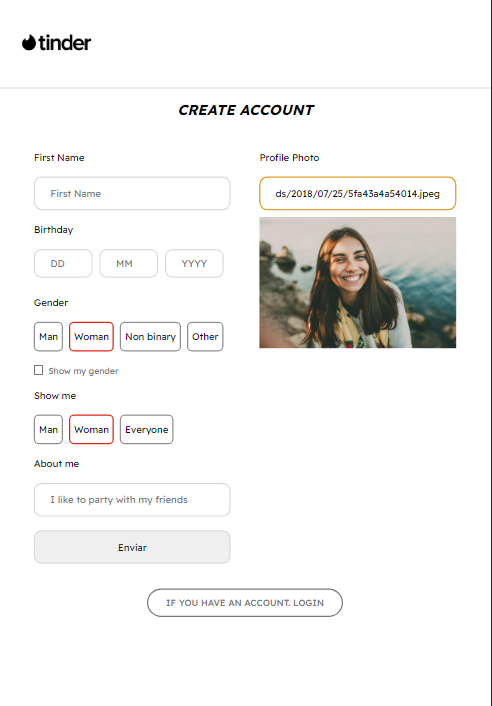 tinder
CREATE ACCOUNT
First Name
First Name
Birthday
DD MM YYYY
Gender
Man Woman Non binary Other
Show my gender
Show me
Man Woman Everyone
About me
I like to party with my friends
Enviar
Profile Photo
ds/2018/07/25/5fa43a4a54014.jpeg
IF YOU HAVE AN ACCOUNT. LOGIN